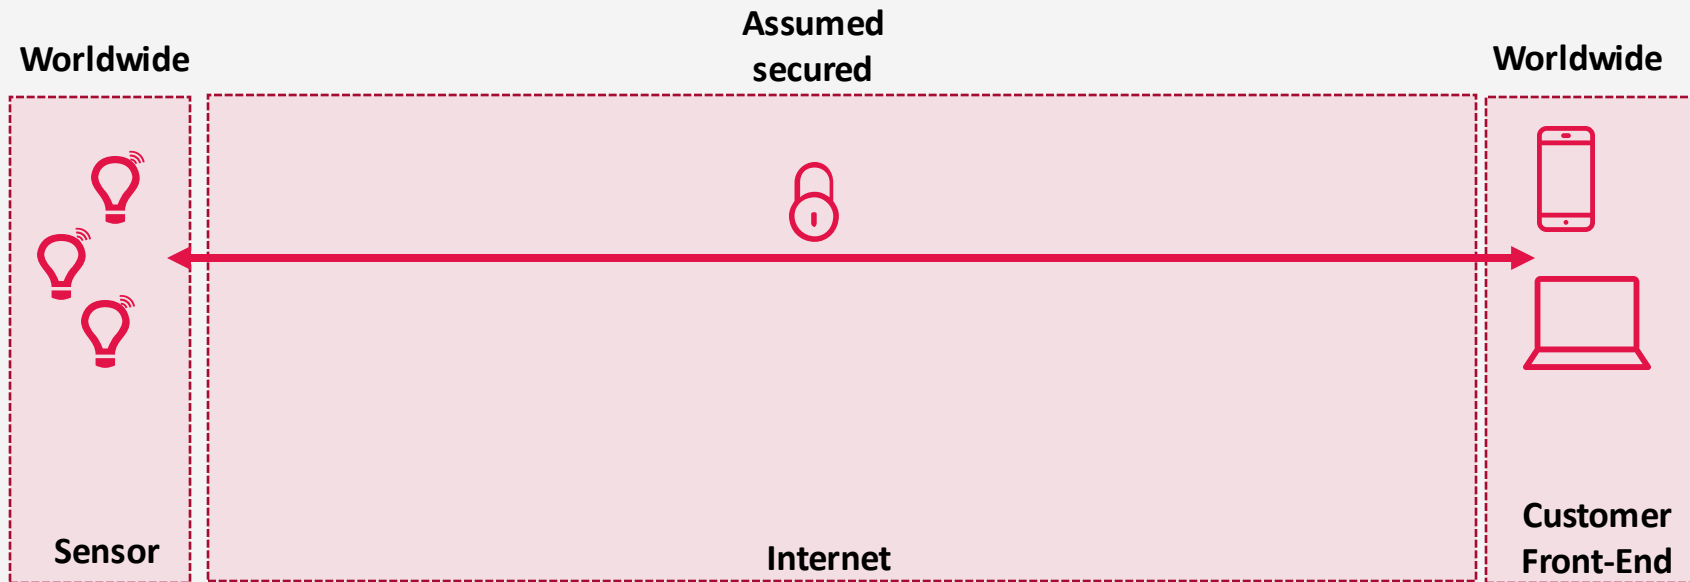 Worldwide
Assumed
secured
Worldwide
Sensor
Internet
Customer
Front-End